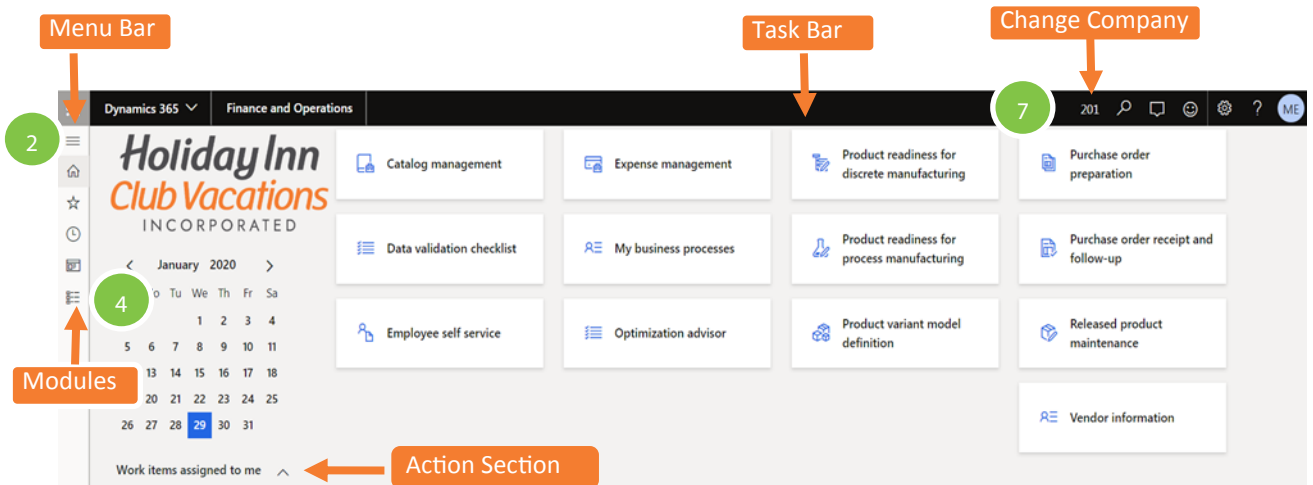 Menu Bar
Task Bar
Change Company
Dynamics 365
Finance and Operations
7
201
?
ME
2
Holiday Inn
Club Vacations
INCORPORATED
Catalog management
Expense management
Product readiness for
discrete manufacturing
Purchase order
preparation
Data validation checklist
My business processes
Product readiness for
process manufacturing
Purchase order receipt and
follow-up
Employee self service
Optimization advisor
Product variant model
definition
Released product
maintenance
Vendor information
January 2020
4
o Tu We Th Fr Sa
1 2 3 4
5 6 7 8 9 10 11
13 14 15 16 17 18
20 21 22 23 24 25
26 27 28 29 30 31
Modules
Work items assigned to me
Action Section